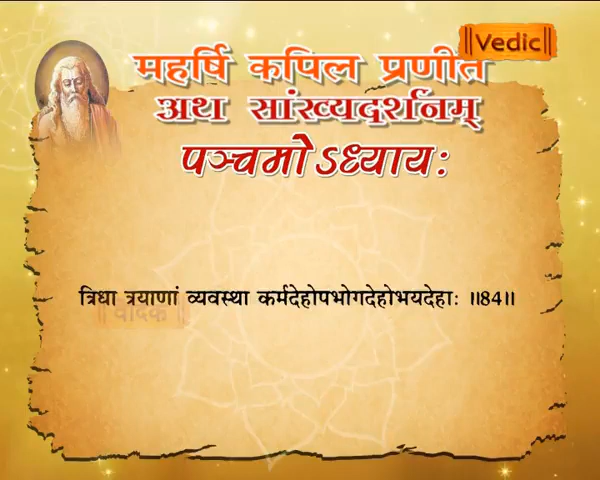 ॥Vedic॥
महर्षि कपिल प्रणीत
अथ सांख्यदर्शनम्
पञ्चमोऽध्यायः
त्रिधा त्रयाणां व्यवस्था कर्मदेहोपभोगदेहोभयदेहाः ॥84॥
॥ वैदिक ॥